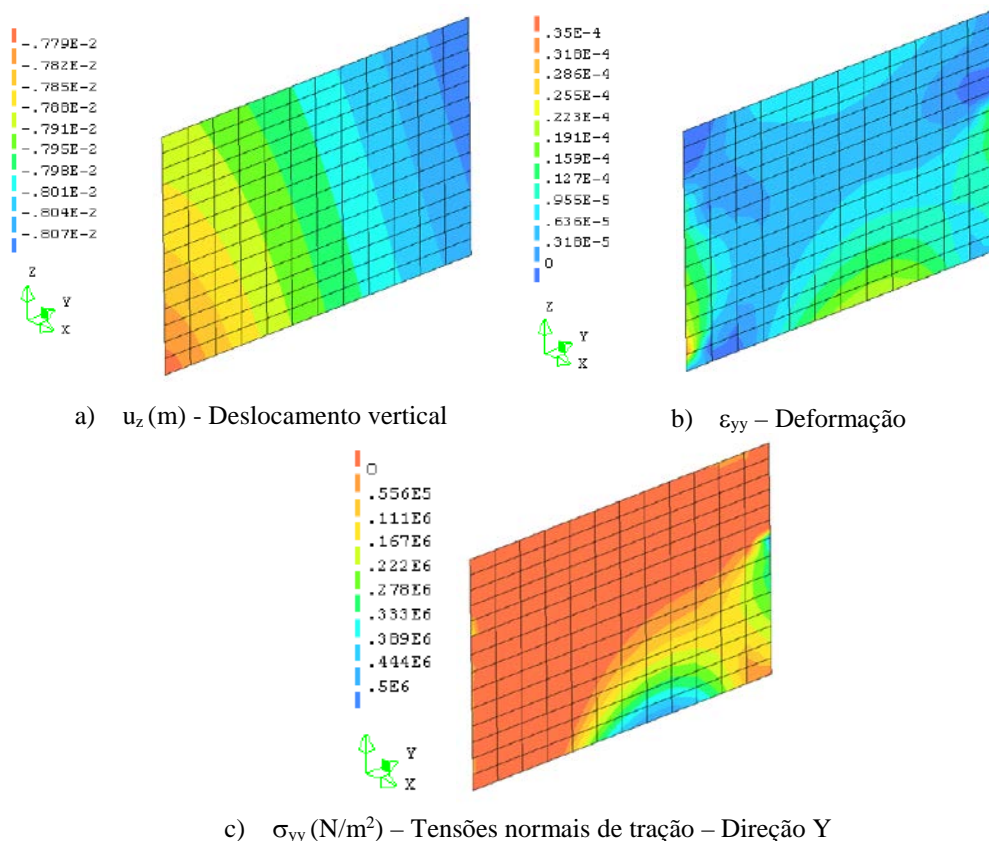 -.779E-2
-.782E-2
-.785E-2
-.788E-2
-.791E-2
-.795E-2
-.798E-2
-.801E-2
-.804E-2
-.807E-2
Z
Y
X
a) uz (m) - Deslocamento vertical
.35E-4
.318E-4
.286E-4
.255E-4
.223E-4
.191E-4
.159E-4
.127E-4
.955E-5
.636E-5
.318E-5
0
Z
Y
X
b) εyy – Deformação
0
.556E5
.111E6
.167E6
.222E6
.278E6
.333E6
.389E6
.444E6
.5E6
Y
X
c) σyy (N/m²) – Tensões normais de tração – Direção Y